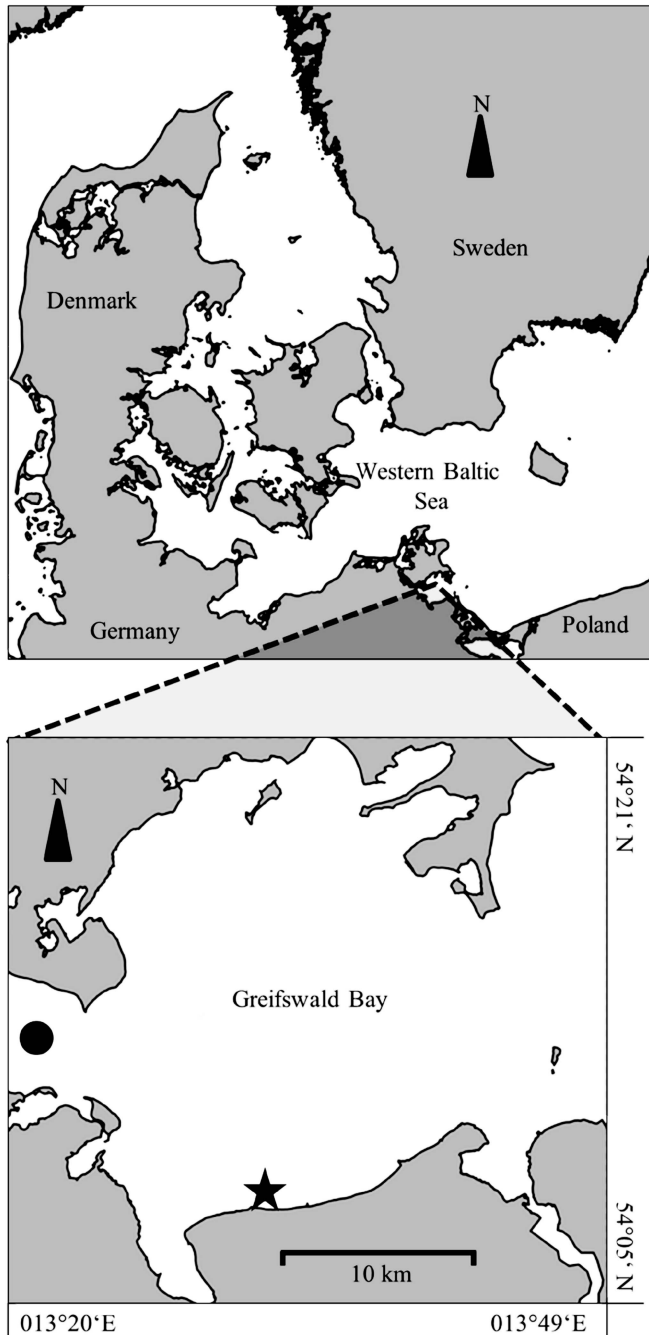 N
Sweden
Denmark
Western Baltic
Sea
Germany
Poland
N
54°21‘ N
Greifswald Bay
54°05‘ N
10 km
013°20‘E
013°49‘E